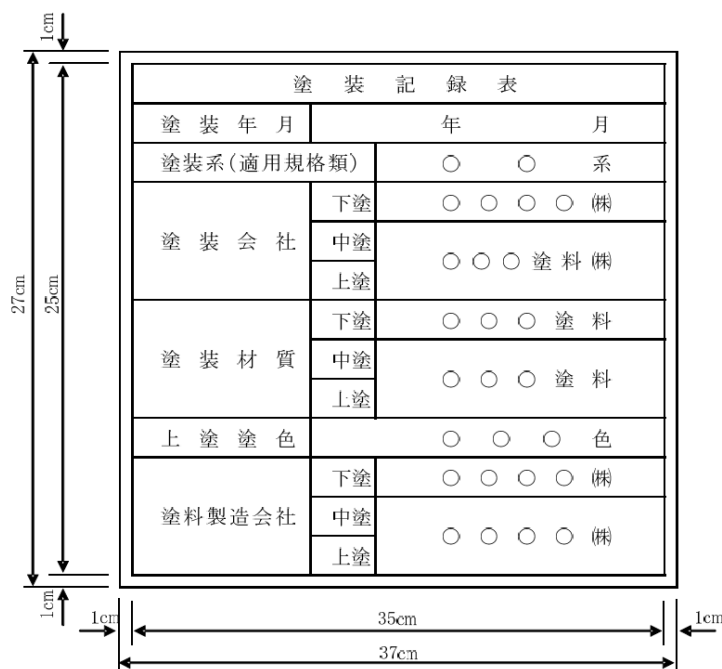 1cm
27cm
25cm
塗装記録表
塗装年月 年 月
塗装系(適用規格類) ○ ○ 系
塗装会社 下塗 ○○○○㈱
中塗
上塗
○○○塗料㈱
塗装材質 下塗 ○○○塗料
中塗
上塗
○○○塗料
上塗塗色 ○○○色
塗料製造会社 下塗 ○○○○㈱
中塗
上塗
○○○○㈱
1cm
1cm 35cm 1cm
37cm